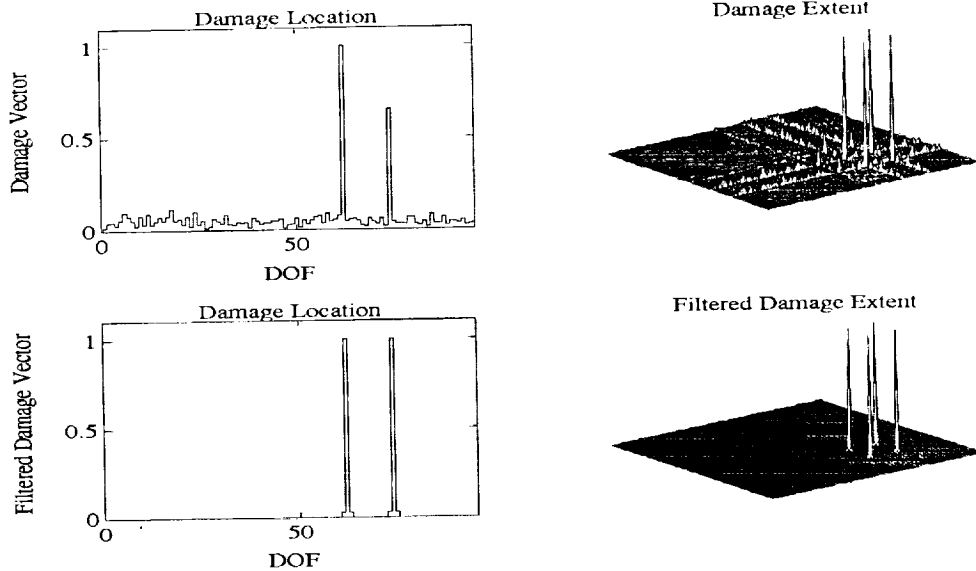 Damage Location
Damage Extent
Damage Vector
1
0.5
0
0
50
DOF
Damage Location
Filtered Damage Extent
Filtered Damage Vector
1
0.5
0
0
50
DOF